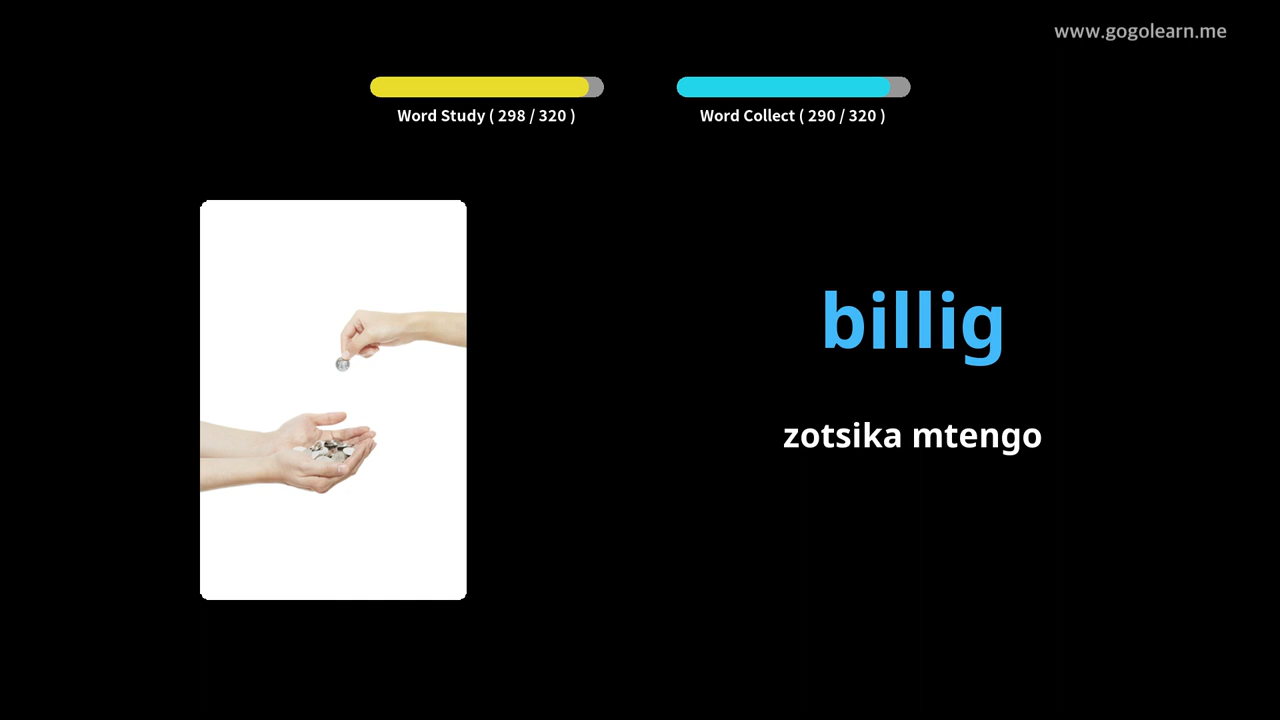 www.gogolearn.me
Word Study ( 298 / 320 )
Word Collect ( 290 / 320 )
billig
zotsika mtengo